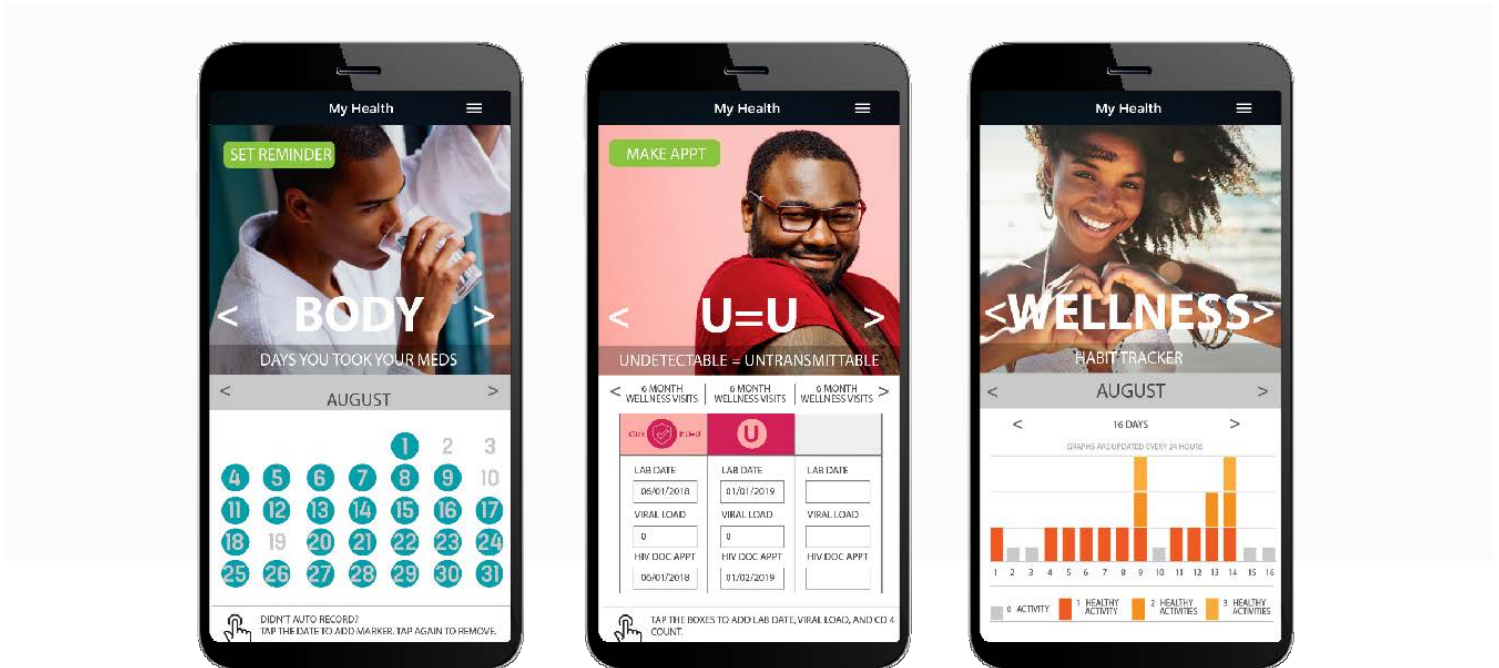 My Health
SET REMINDER
< BODY >
DAYS YOU TOOK YOUR MEDS
< AUGUST >
1 2 3
4 5 6 7 8 9 10
11 12 13 14 15 16 17
18 19 20 21 22 23 24
25 26 27 28 29 30 31
DIDN'T AUTO RECORD?
TAP THE DATE TO ADD MARKER. TAP AGAIN TO REMOVE.
My Health
MAKE APPT
< U=U >
UNDETECTABLE = UNTRANSMITTABLE
< 6 MONTH WELLNESS VISITS | 6 MONTH WELLNESS VISITS | 6 MONTH WELLNESS VISITS >
U
LAB DATE LAB DATE LAB DATE
06/01/2018 01/01/2019
VIRAL LOAD VIRAL LOAD VIRAL LOAD
0 0
HIV DOC APPT HIV DOC APPT HIV DOC APPT
06/01/2018 01/02/2019
TAP THE BOXES TO ADD LAB DATE, VIRAL LOAD, AND CD 4
COUNT.
My Health
<WELLNESS>
HABIT TRACKER
< AUGUST >
< 16 DAYS >
GRAPHS ARE UPDATED EVERY 24 HOURS
1 2 3 4 5 6 7 8 9 10 11 12 13 14 15 16
0 ACTIVITY 1 HEALTHY ACTIVITY 2 HEALTHY ACTIVITIES 3 HEALTHY ACTIVITIES